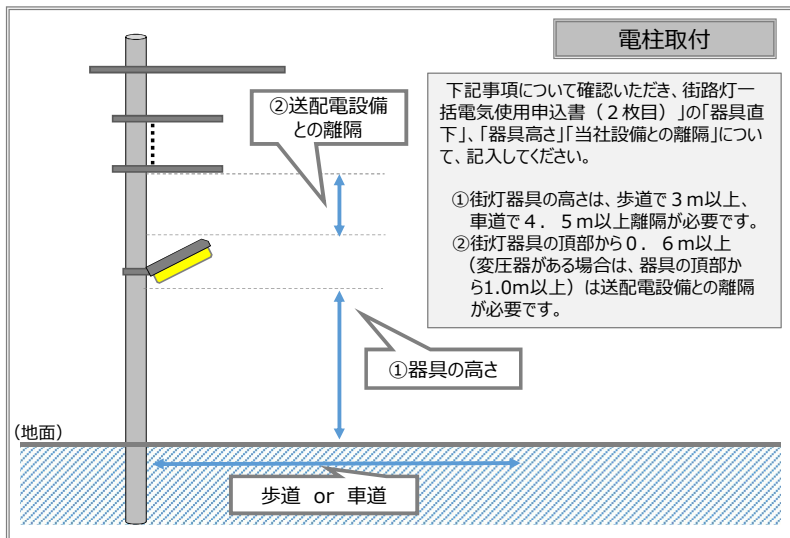 電柱取付
②送配電設備
との離隔
下記事項について確認いただき、街路灯一
括電気使用申込書（２枚目）」の「器具直
下」、「器具高さ」「当社設備との離隔」につい
て、記入してください。
①街灯器具の高さは、歩道で３ｍ以上、
車道で４．５ｍ以上離隔が必要です。
②街灯器具の頂部から０．６ｍ以上
（変圧器がある場合は、器具の頂部か
ら1.0ｍ以上）は送配電設備との離隔
が必要です。
①器具の高さ
（地面）
歩道 or 車道